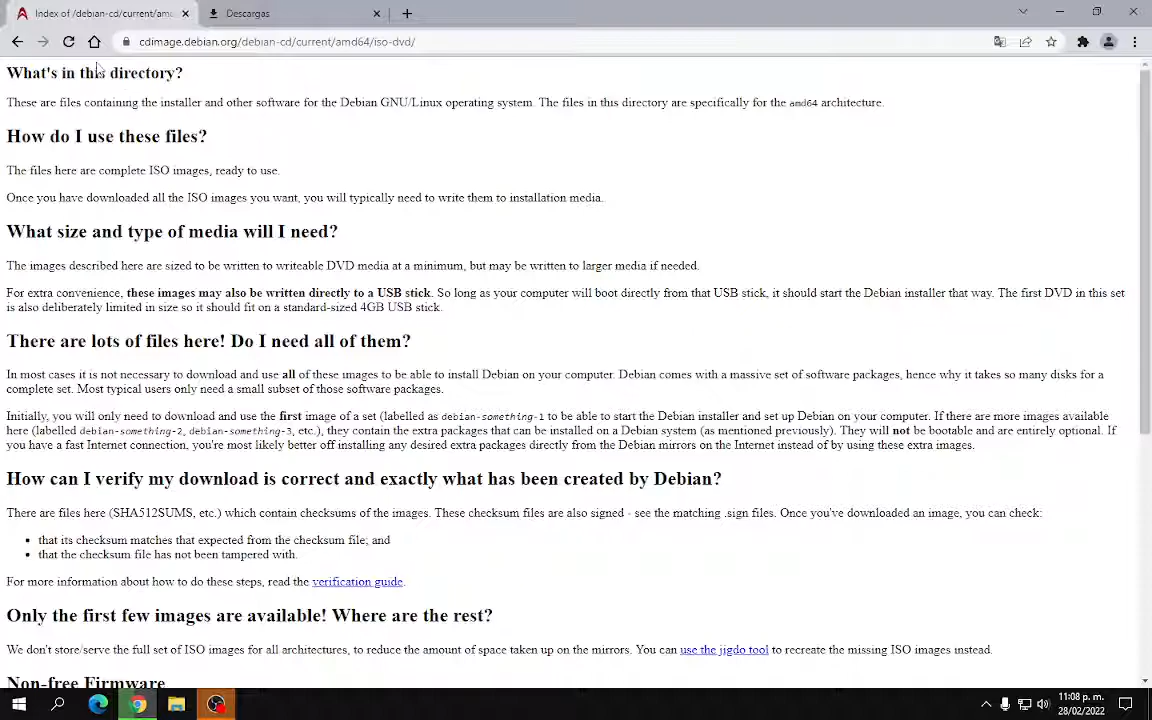 Index of /debian-cd/current/ama
Descargas
cdimage.debian.org/debian-cd/current/amd64/iso-dvd/
What's in this directory?
These are files containing the installer and other software for the Debian GNU/Linux operating system. The files in this directory are specifically for the amd64 architecture.
How do I use these files?
The files here are complete ISO images, ready to use.
Once you have downloaded all the ISO images you want, you will typically need to write them to installation media.
What size and type of media will I need?
The images described here are sized to be written to writeable DVD media at a minimum, but may be written to larger media if needed.
For extra convenience, these images may also be written directly to a USB stick. So long as your computer will boot directly from that USB stick, it should start the Debian installer that way. The first DVD in this set
is also deliberately limited in size so it should fit on a standard-sized 4GB USB stick.
There are lots of files here! Do I need all of them?
In most cases it is not necessary to download and use all of these images to be able to install Debian on your computer. Debian comes with a massive set of software packages, hence why it takes so many disks for a
complete set. Most typical users only need a small subset of those software packages.
Initially, you will only need to download and use the first image of a set (labelled as debian-something-1 to be able to start the Debian installer and set up Debian on your computer. If there are more images available
here (labelled debian-something-2, debian-something-3, etc.), they contain the extra packages that can be installed on a Debian system (as mentioned previously). They will not be bootable and are entirely optional. If
you have a fast Internet connection, you're most likely better off installing any desired extra packages directly from the Debian mirrors on the Internet instead of by using these extra images.
How can I verify my download is correct and exactly what has been created by Debian?
There are files here (SHA512SUMS, etc.) which contain checksums of the images. These checksum files are also signed - see the matching .sign files. Once you've downloaded an image, you can check:
that its checksum matches that expected from the checksum file; and
that the checksum file has not been tampered with.
For more information about how to do these steps, read the verification guide.
Only the first few images are available! Where are the rest?
We don't store/serve the full set of ISO images for all architectures, to reduce the amount of space taken up on the mirrors. You can use the jigdo tool to recreate the missing ISO images instead.
Non-free Firmware
11:08 p. m.
28/02/2022